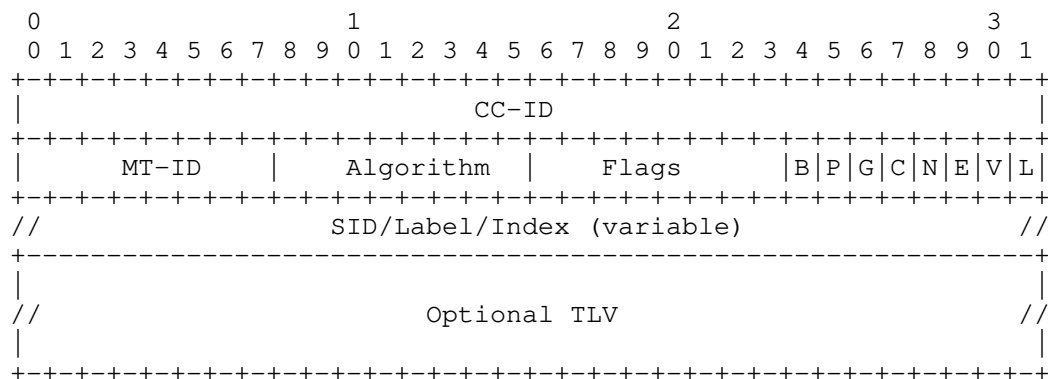 0                   1                   2                   3
 0 1 2 3 4 5 6 7 8 9 0 1 2 3 4 5 6 7 8 9 0 1 2 3 4 5 6 7 8 9 0 1
+-+-+-+-+-+-+-+-+-+-+-+-+-+-+-+-+-+-+-+-+-+-+-+-+-+-+-+-+-+-+-+-+
|                            CC-ID                              |
+-+-+-+-+-+-+-+-+-+-+-+-+-+-+-+-+-+-+-+-+-+-+-+-+-+-+-+-+-+-+-+-+
|      MT-ID    |    Algorithm  |    Flags      |B|P|G|C|N|E|V|L|
+-+-+-+-+-+-+-+-+-+-+-+-+-+-+-+-+-+-+-+-+-+-+-+-+-+-+-+-+-+-+-+-+
//                  SID/Label/Index (variable)                 //
+---------------------------------------------------------------+
|                                                               |
//                        Optional TLV                         //
|                                                               |
+-+-+-+-+-+-+-+-+-+-+-+-+-+-+-+-+-+-+-+-+-+-+-+-+-+-+-+-+-+-+-+-+